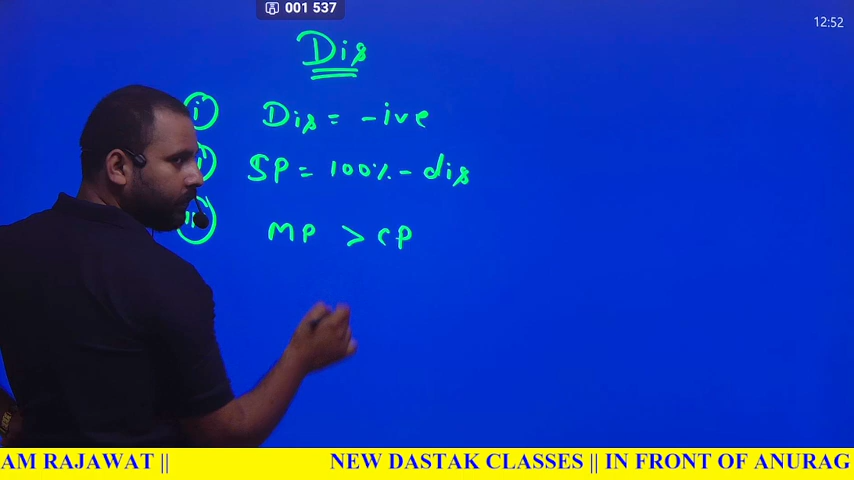 001 537
12:52
Dis
i Dis = -ive
SP = 100% - dis
MP > CP
AM RAJAWAT || NEW DASTAK CLASSES || IN FRONT OF ANURAG